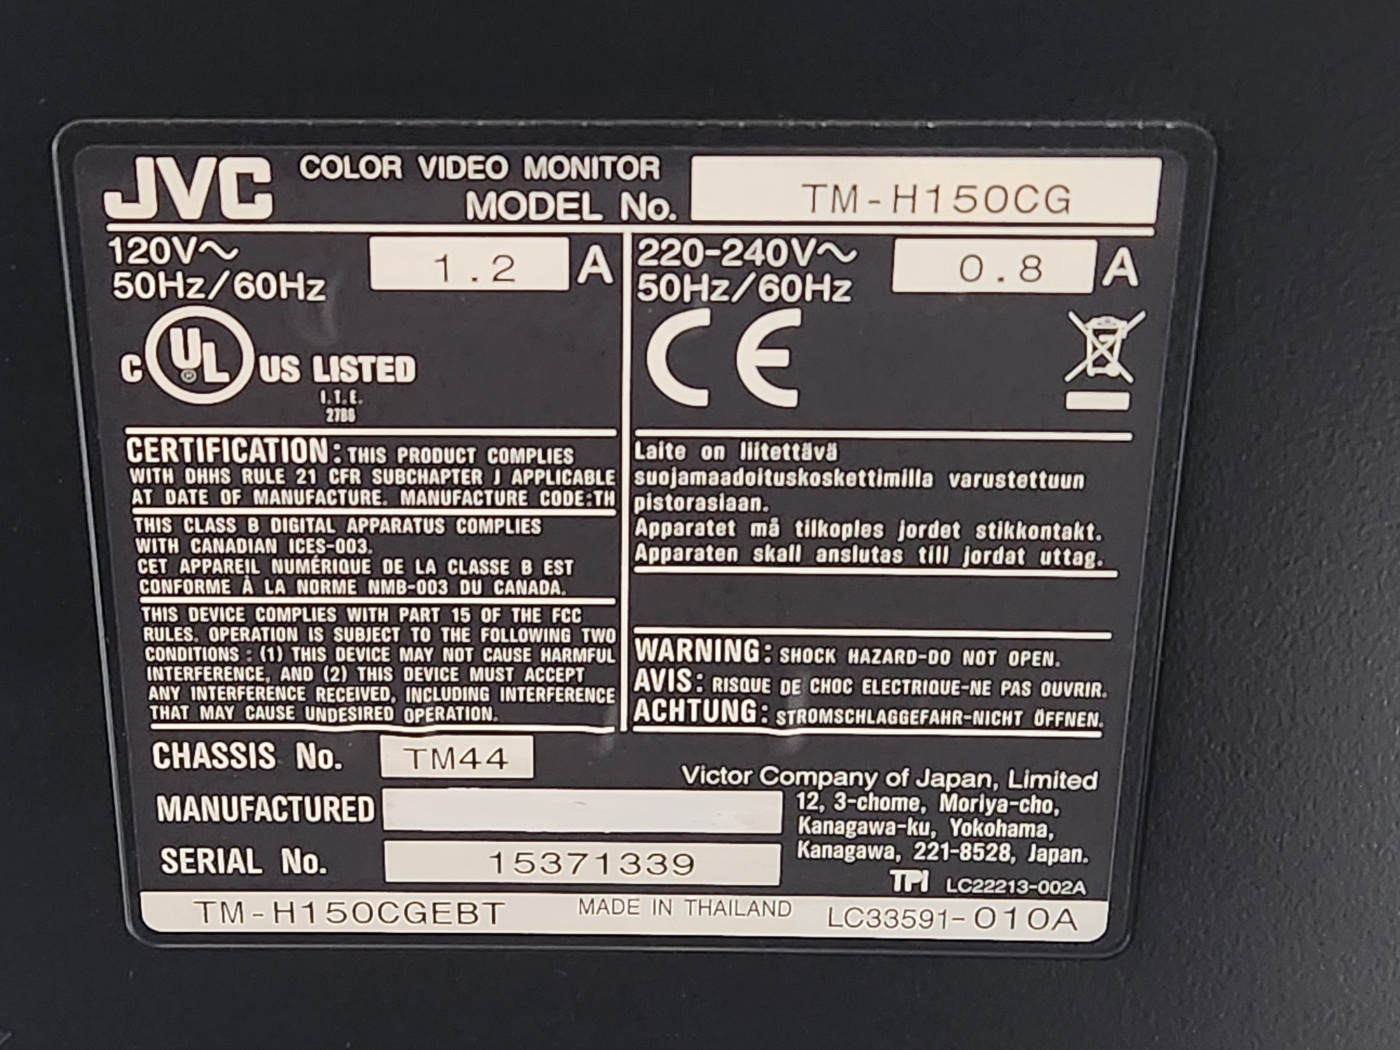 JVC COLOR VIDEO MONITOR
MODEL No. TM-H150CG
120V~
50Hz/60Hz 1.2 A
220-240V~
50Hz/60Hz 0.8 A
C UL ® US LISTED
I.T.E.
27B6
CE
CERTIFICATION: THIS PRODUCT COMPLIES
WITH DHHS RULE 21 CFR SUBCHAPTER J APPLICABLE
AT DATE OF MANUFACTURE. MANUFACTURE CODE:TH
THIS CLASS B DIGITAL APPARATUS COMPLIES
WITH CANADIAN ICES-003.
CET APPAREIL NUMÉRIQUE DE LA CLASSE B EST
CONFORME À LA NORME NMB-003 DU CANADA.
THIS DEVICE COMPLIES WITH PART 15 OF THE FCC
RULES. OPERATION IS SUBJECT TO THE FOLLOWING TWO
CONDITIONS : (1) THIS DEVICE MAY NOT CAUSE HARMFUL
INTERFERENCE, AND (2) THIS DEVICE MUST ACCEPT
ANY INTERFERENCE RECEIVED, INCLUDING INTERFERENCE
THAT MAY CAUSE UNDESIRED OPERATION.
Laite on liitettävä
suojamaadoituskoskettimilla varustettuun
pistorasiaan.
Apparatet må tilkoples jordet stikkontakt.
Apparaten skall anslutas till jordat uttag.
WARNING: SHOCK HAZARD-DO NOT OPEN.
AVIS: RISQUE DE CHOC ELECTRIQUE-NE PAS OUVRIR.
ACHTUNG: STROMSCHLAGGEFAHR-NICHT ÖFFNEN.
CHASSIS No. TM44
MANUFACTURED
SERIAL No. 15371339
Victor Company of Japan, Limited
12, 3-chome, Moriya-cho,
Kanagawa-ku, Yokohama,
Kanagawa, 221-8528, Japan.
TPI LC22213-002A
TM-H150CGEBT MADE IN THAILAND LC33591-010A